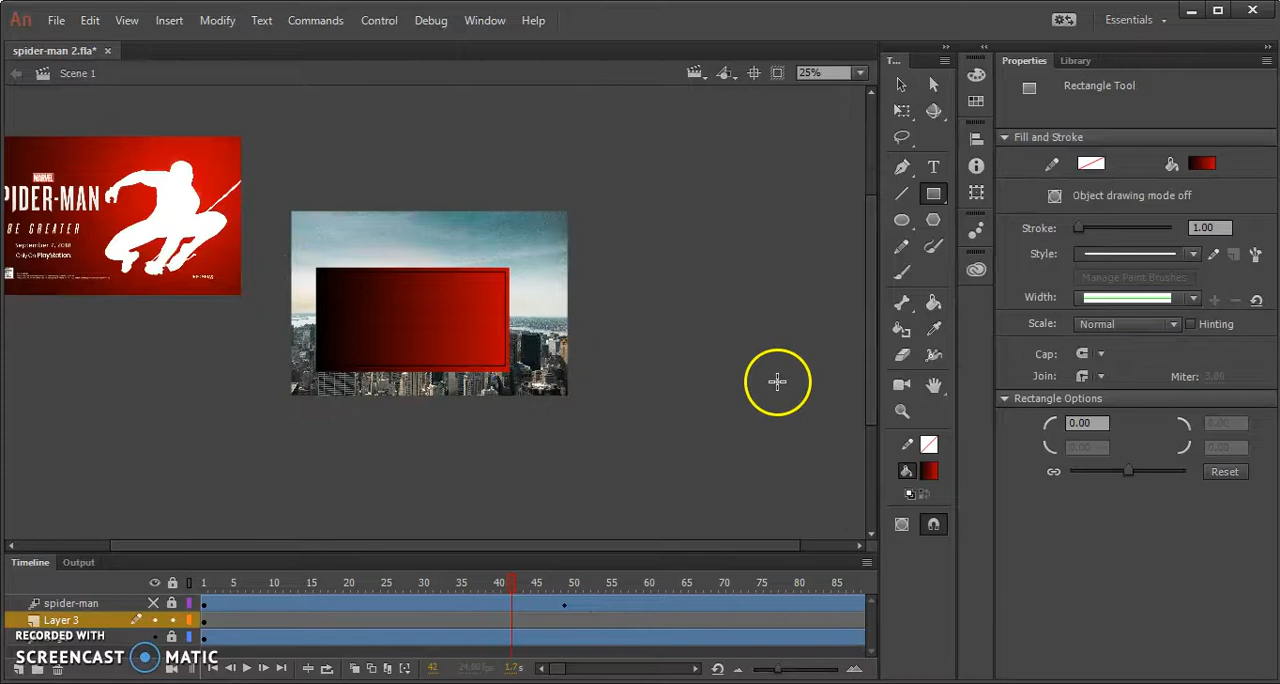 An File Edit View Insert Modify Text Commands Control Debug Window Help Essentials
spider-man 2.fla* ×
Scene 1 25%
T...
Properties Library
Rectangle Tool
Fill and Stroke
Object drawing mode off
Stroke: 1.00
Style:
Manage Paint Brushes
Width:
Scale: Normal Hinting
Cap:
Join: Miter: 3.00
Rectangle Options
0.00 0.00
0.00 0.00
Reset
MARVEL
PIDER-MAN
BE GREATER
September 7, 2018
Only On PlayStation.
Timeline Output
1 5 10 15 20 25 30 35 40 45 50 55 60 65 70 75 80 85
spider-man
Layer 3
RECORDED WITH
SCREENCAST MATIC
42 24.00 fps 1.7 s